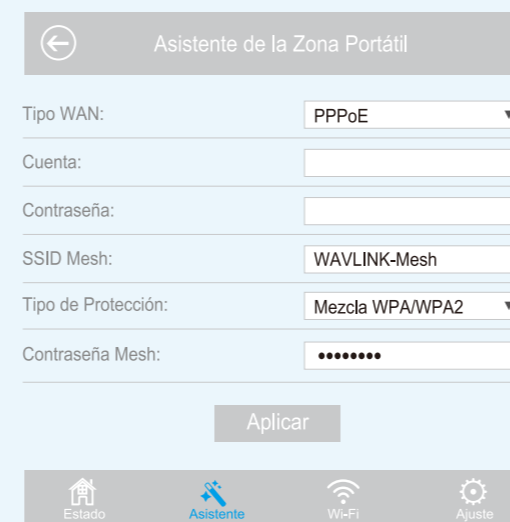 Asistente de la Zona Portátil
Tipo WAN: PPPoE
Cuenta:
Contraseña:
SSID Mesh: WAVLINK-Mesh
Tipo de Protección: Mezcla WPA/WPA2
Contraseña Mesh: ••••••••
Aplicar
Estado Asistente Wi-Fi Ajuste